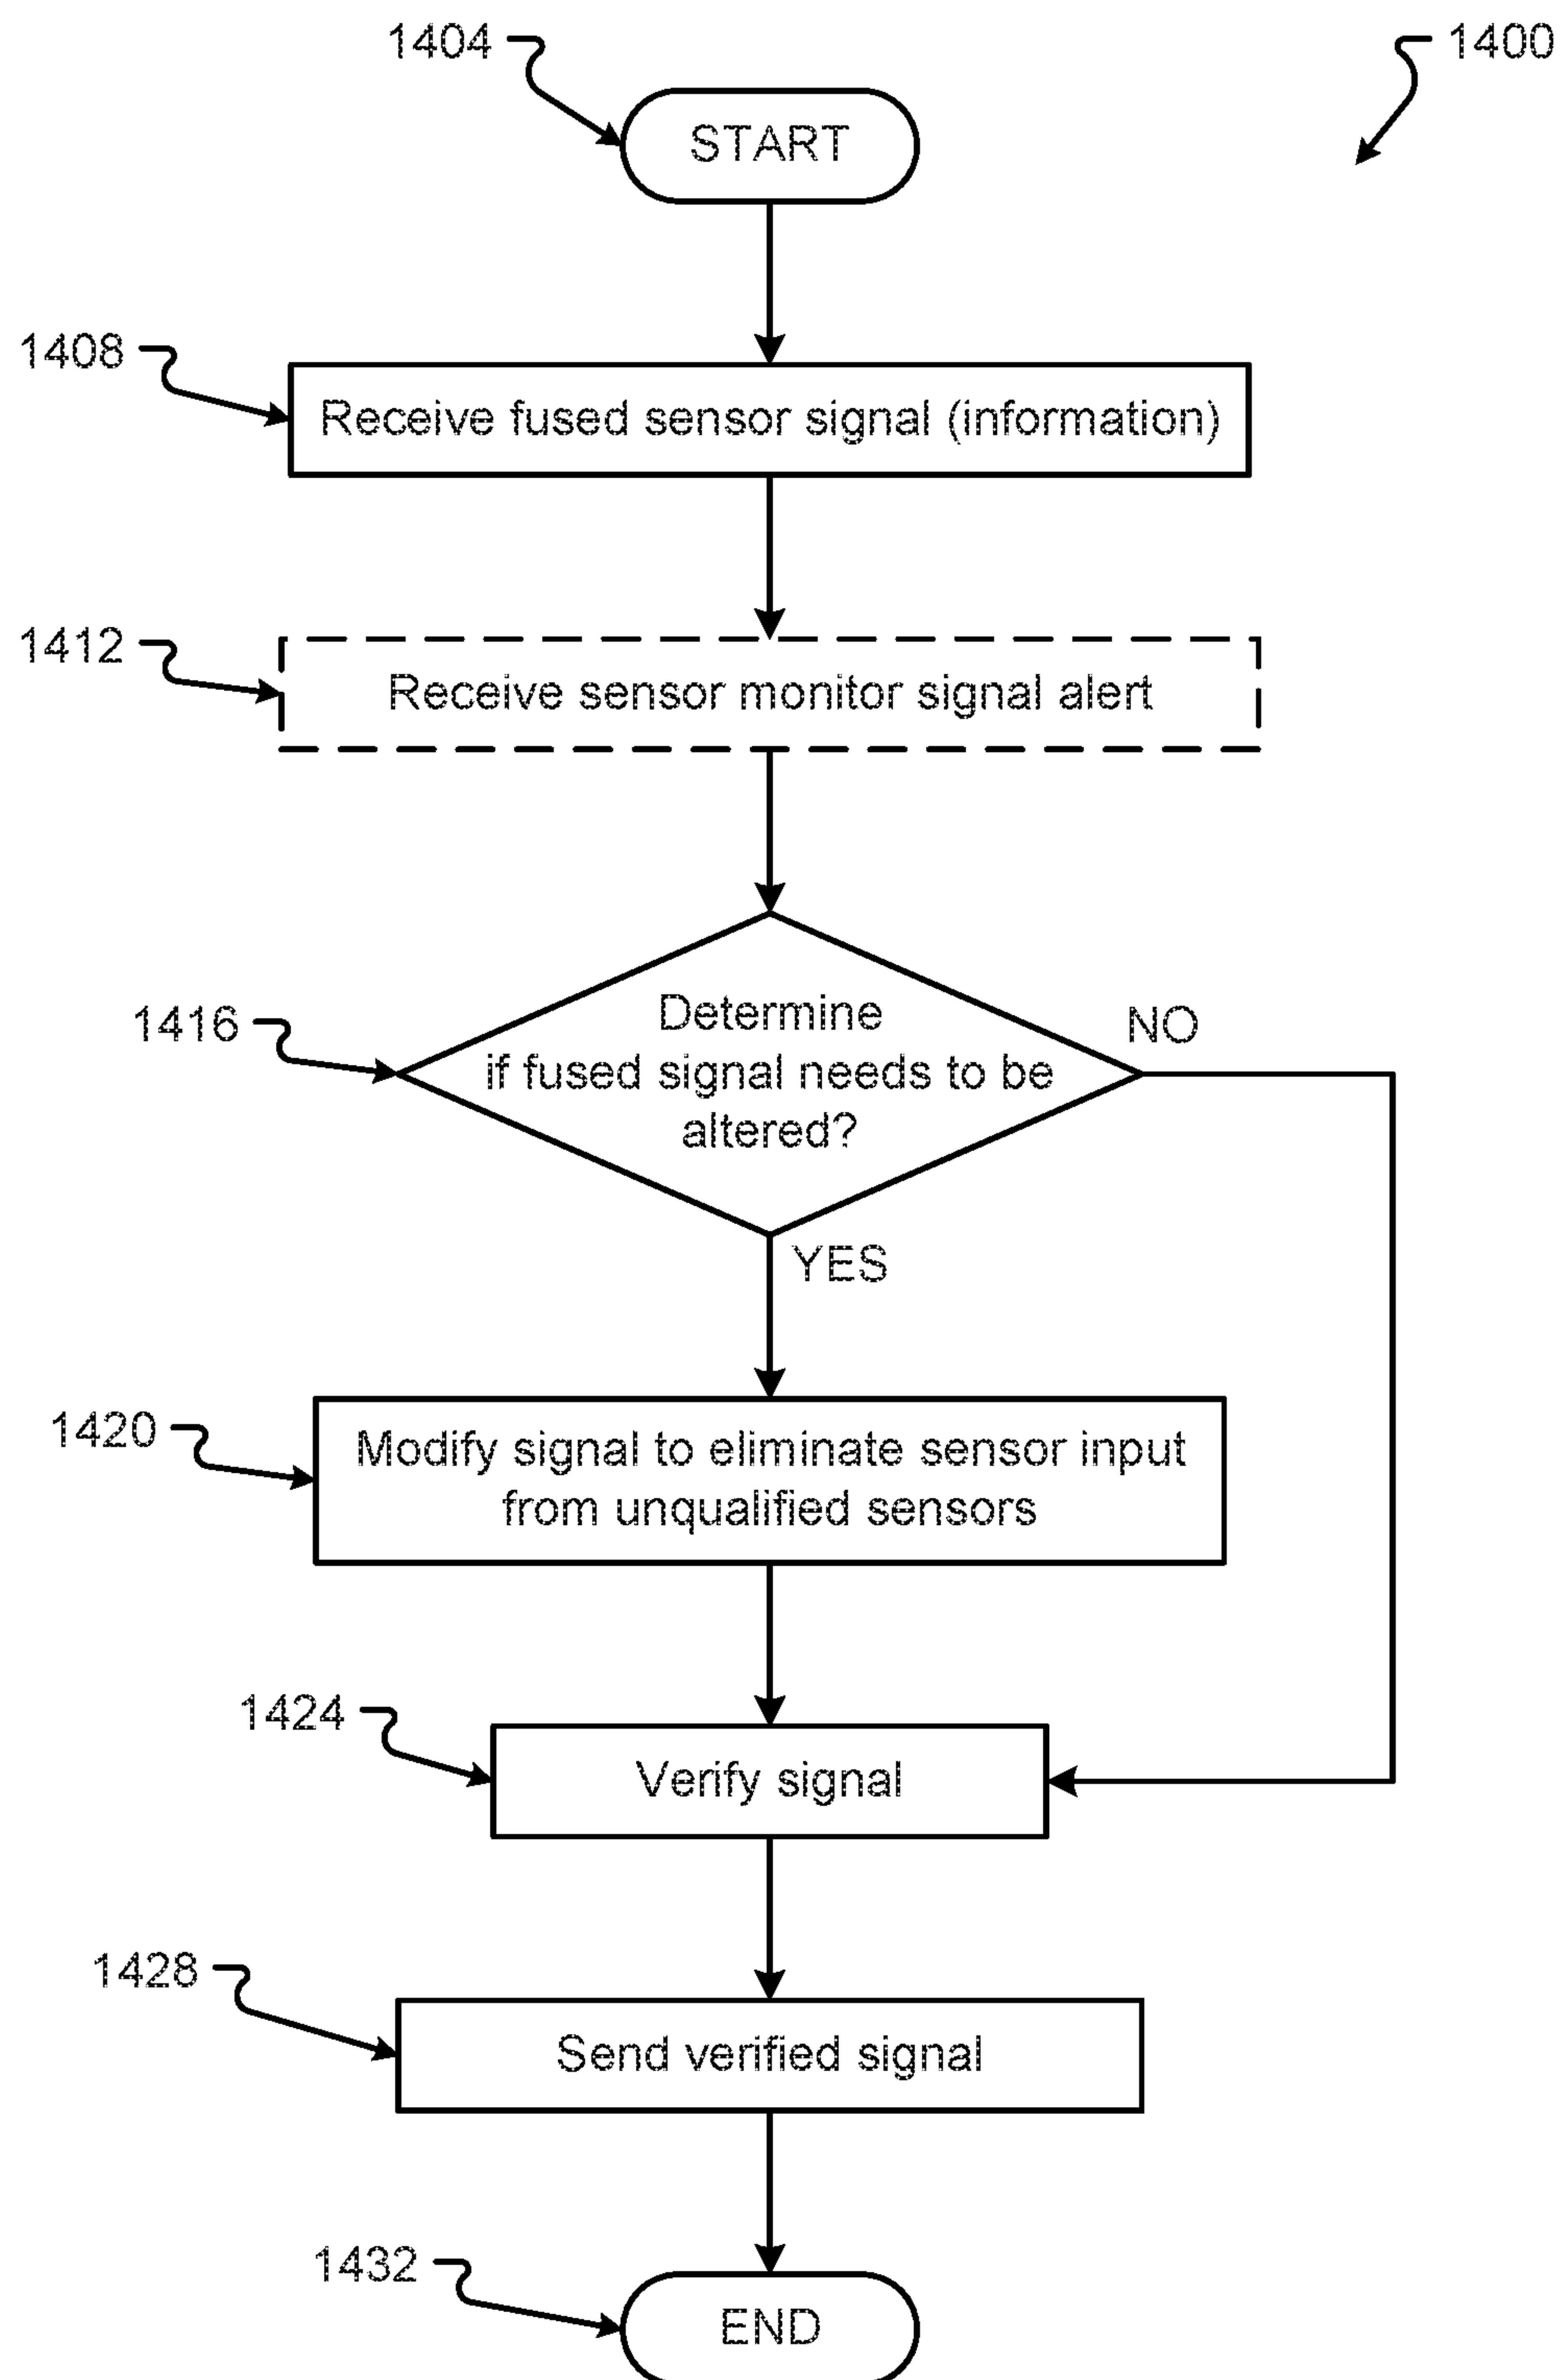 1404
1400
START
1408
Receive fused sensor signal (information)
1412
Receive sensor monitor signal alert
1416
Determine
if fused signal needs to be
altered?
NO
YES
1420
Modify signal to eliminate sensor input
from unqualified sensors
1424
Verify signal
1428
Send verified signal
1432
END